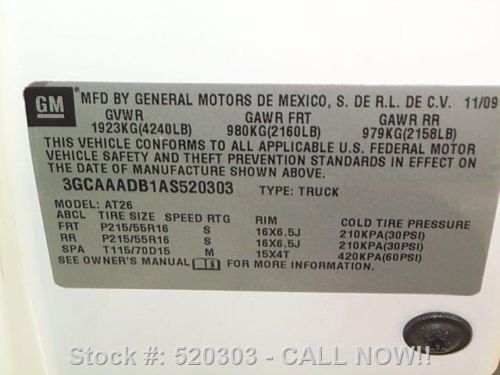 GM
MFD BY GENERAL MOTORS DE MEXICO, S. DE R.L. DE C.V. 11/09
GVWR GAWR FRT GAWR RR
1923KG(4240LB) 980KG(2160LB) 979KG(2158LB)
THIS VEHICLE CONFORMS TO ALL APPLICABLE U.S. FEDERAL MOTOR
VEHICLE SAFETY AND THEFT PREVENTION STANDARDS IN EFFECT ON
THE DATE OF MANUFACTURE SHOWN ABOVE.
3GCAAADB1AS520303 TYPE: TRUCK
MODEL: AT26
ABCL TIRE SIZE SPEED RTG RIM COLD TIRE PRESSURE
FRT P215/55R16 S 16X6.5J 210KPA(30PSI)
RR P215/55R16 S 16X6.5J 210KPA(30PSI)
SPA T115/70D15 M 15X4T 420KPA(60PSI)
SEE OWNER'S MANUAL FOR MORE INFORMATION.
Stock #: 520303 - CALL NOW!!